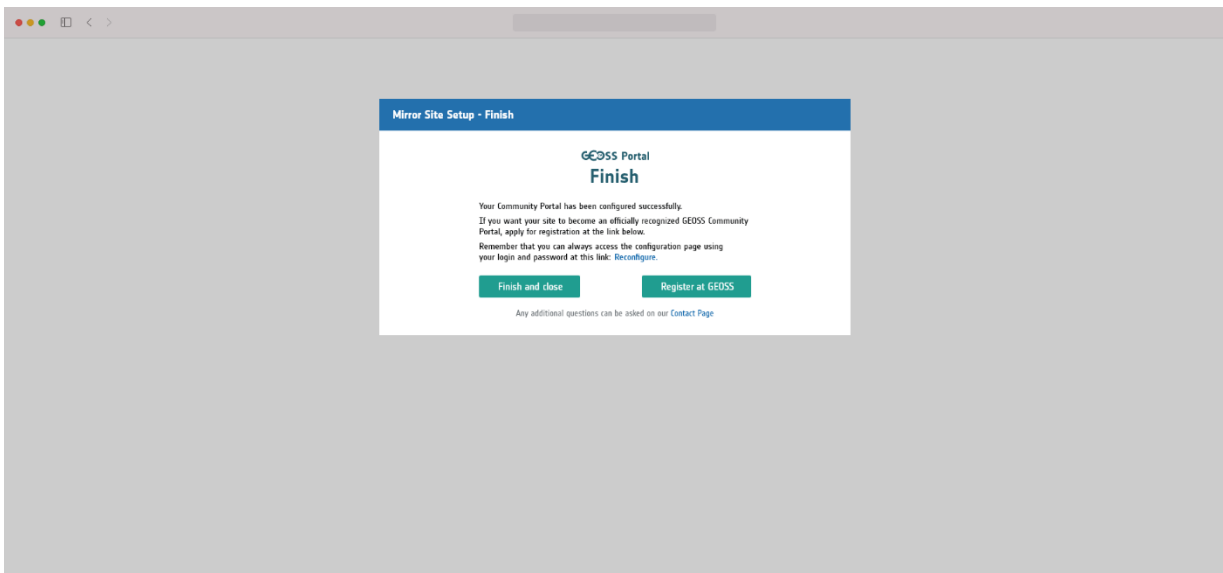 Mirror Site Setup - Finish
GEOSS Portal
Finish
Your Community Portal has been configured successfully.
If you want your site to become an officially recognized GEOSS Community
Portal, apply for registration at the link below.
Remember that you can always access the configuration page using
your login and password at this link: Reconfigure.
Finish and close Register at GEOSS
Any additional questions can be asked on our Contact Page